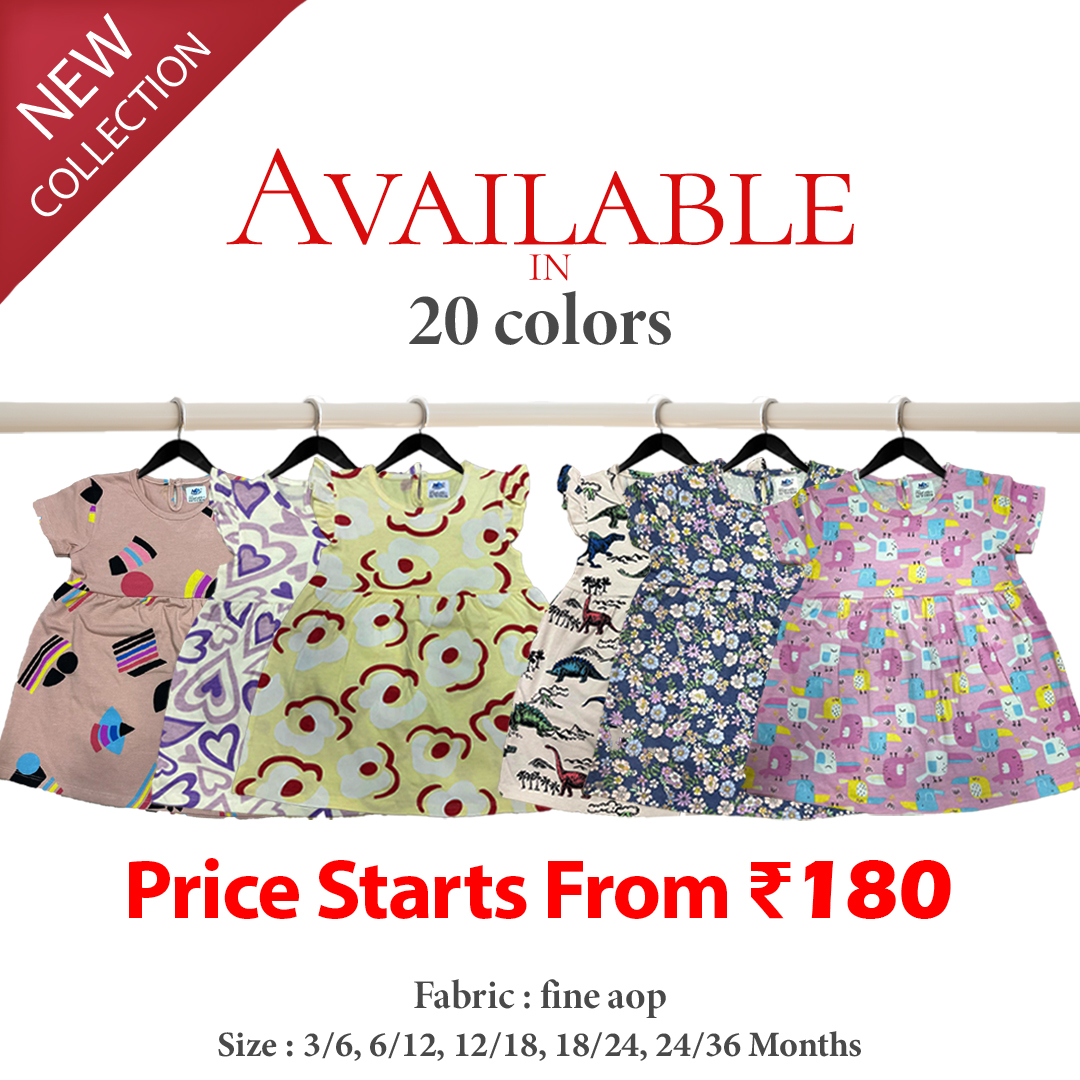 NEW
COLLECTION
AVAILABLE
IN
20 colors
Price Starts From ₹180
Fabric : fine aop
Size : 3/6, 6/12, 12/18, 18/24, 24/36 Months